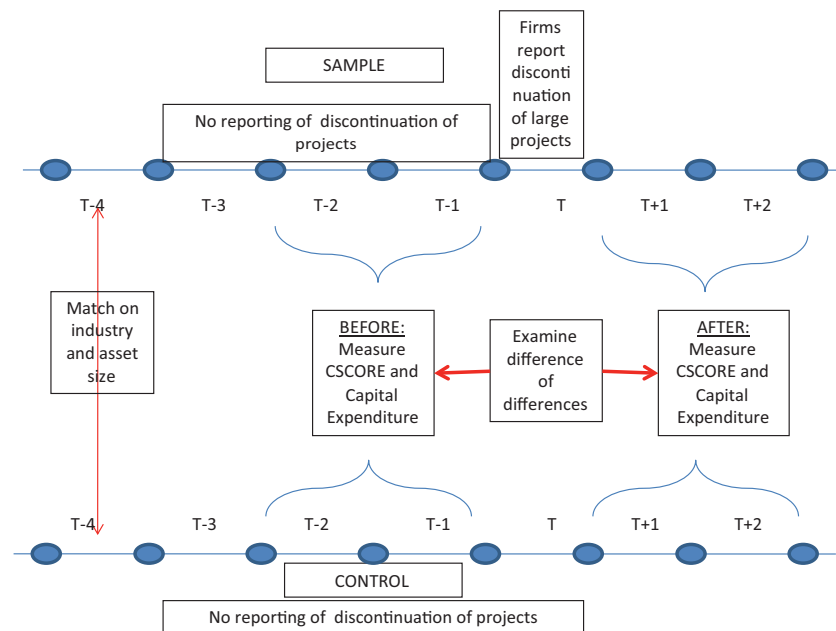 SAMPLE
Firms
report
disconti
nuation
of large
projects
No reporting of discontinuation of
projects
T-4 T-3 T-2 T-1 T T+1 T+2
Match on
industry
and asset
size
BEFORE:
Measure
CSCORE and
Capital
Expenditure
Examine
difference
of
differences
AFTER:
Measure
CSCORE and
Capital
Expenditure
T-4 T-3 T-2 T-1 T T+1 T+2
CONTROL
No reporting of discontinuation of projects